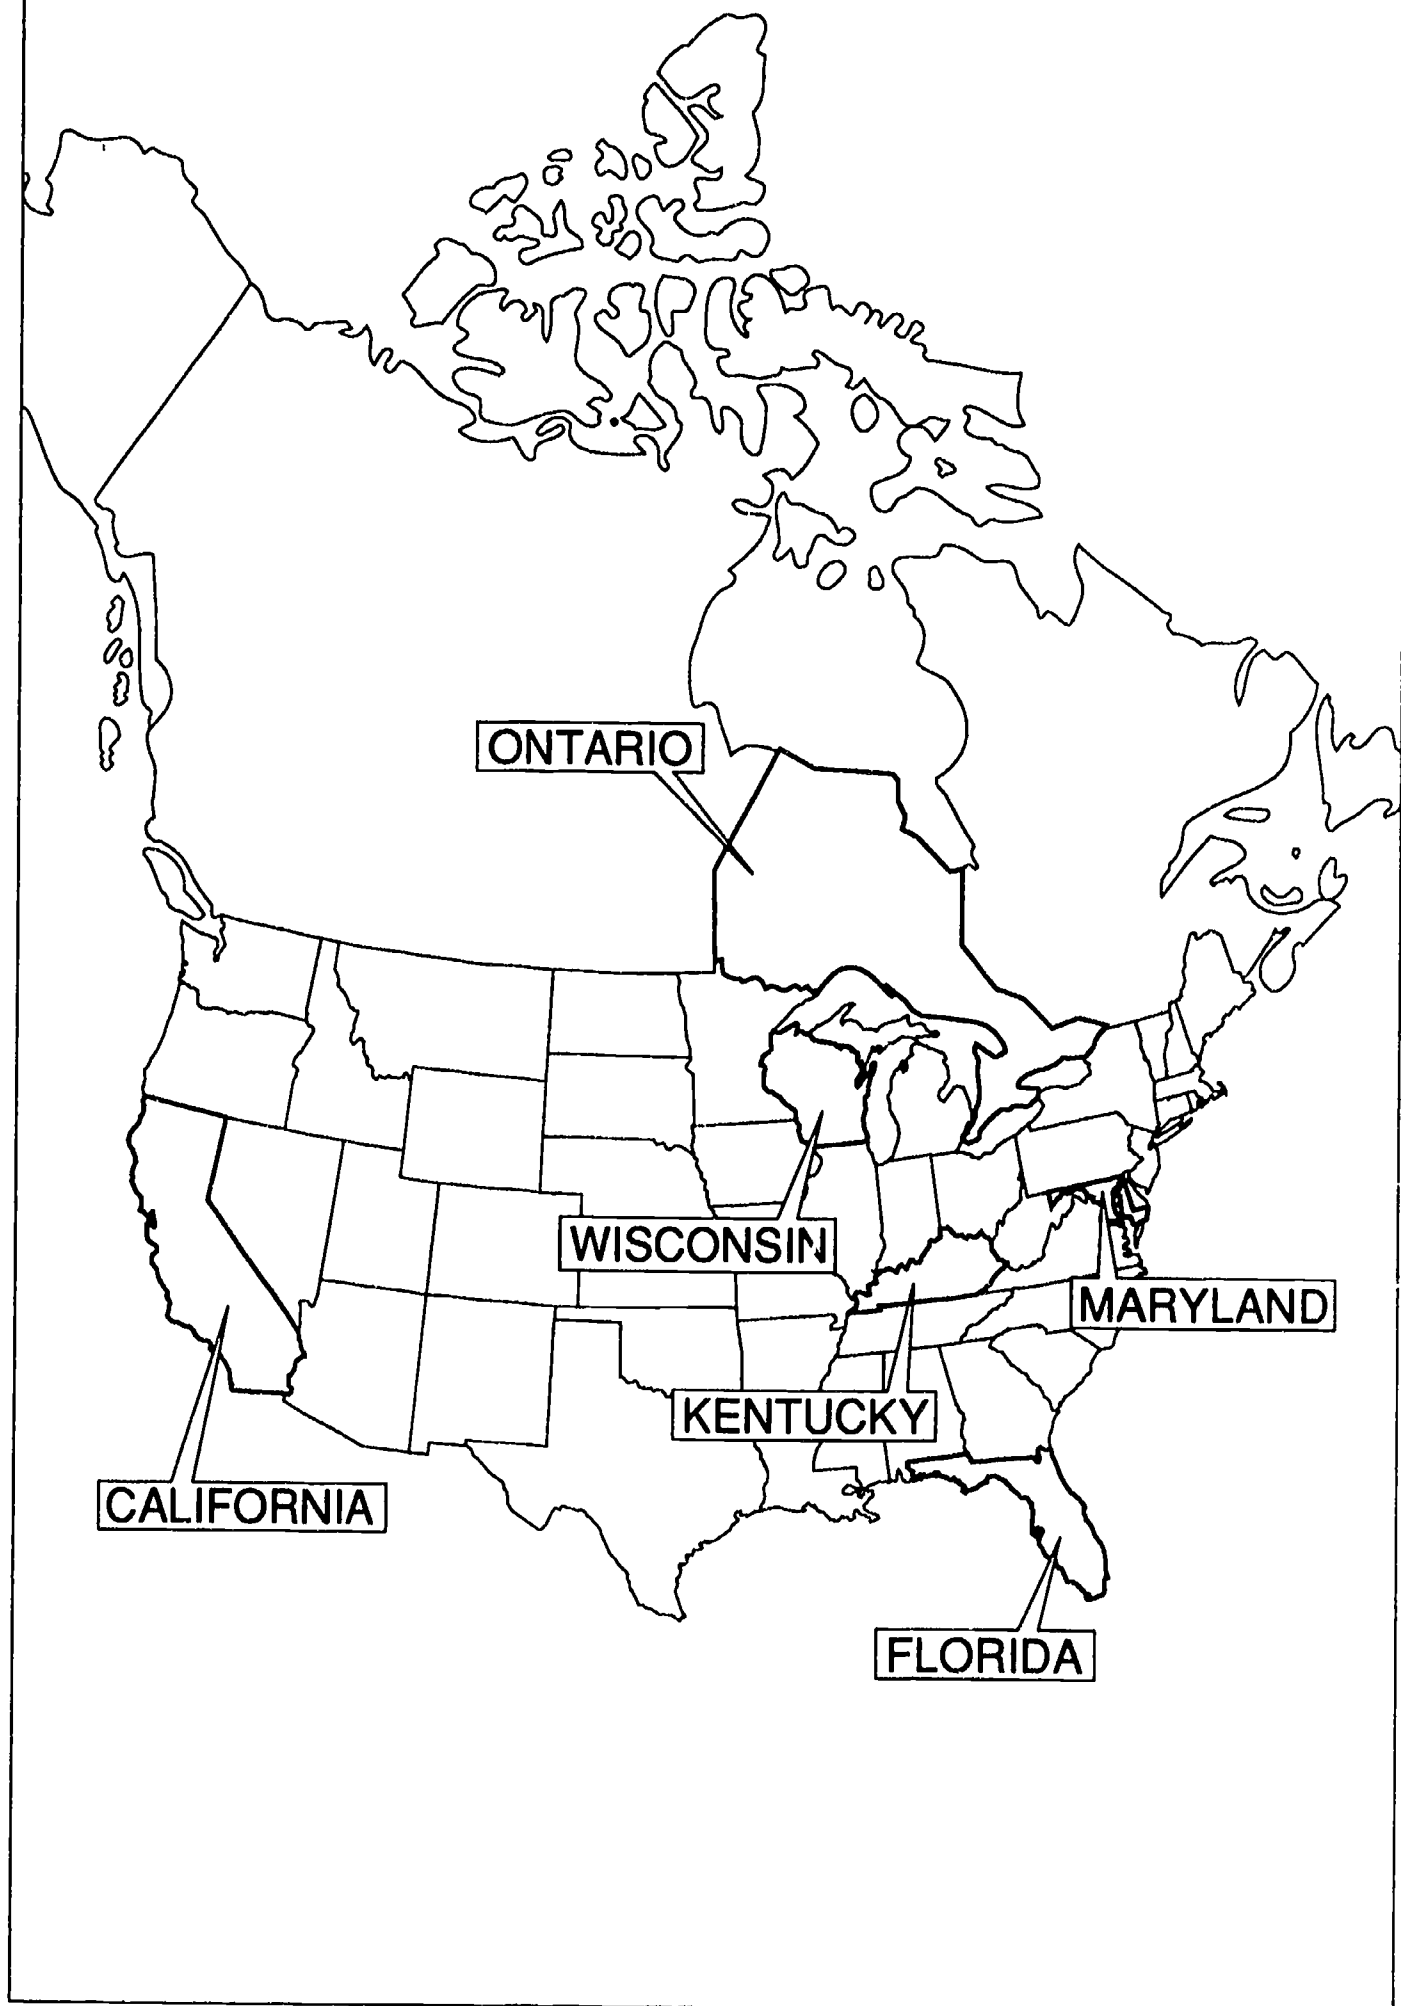 ONTARIO
WISCONSIN
MARYLAND
KENTUCKY
CALIFORNIA
FLORIDA